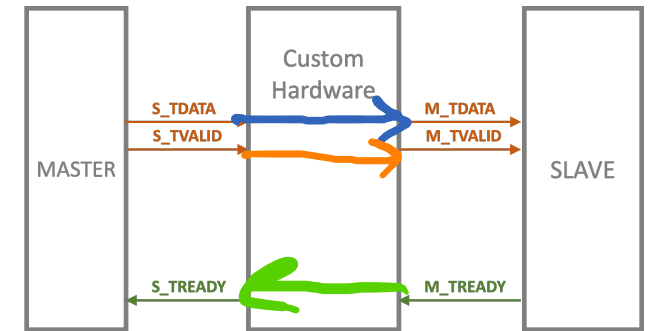 Custom
Hardware
S_TDATA
M_TDATA
S_TVALID
M_TVALID
MASTER
SLAVE
S_TREADY
M_TREADY